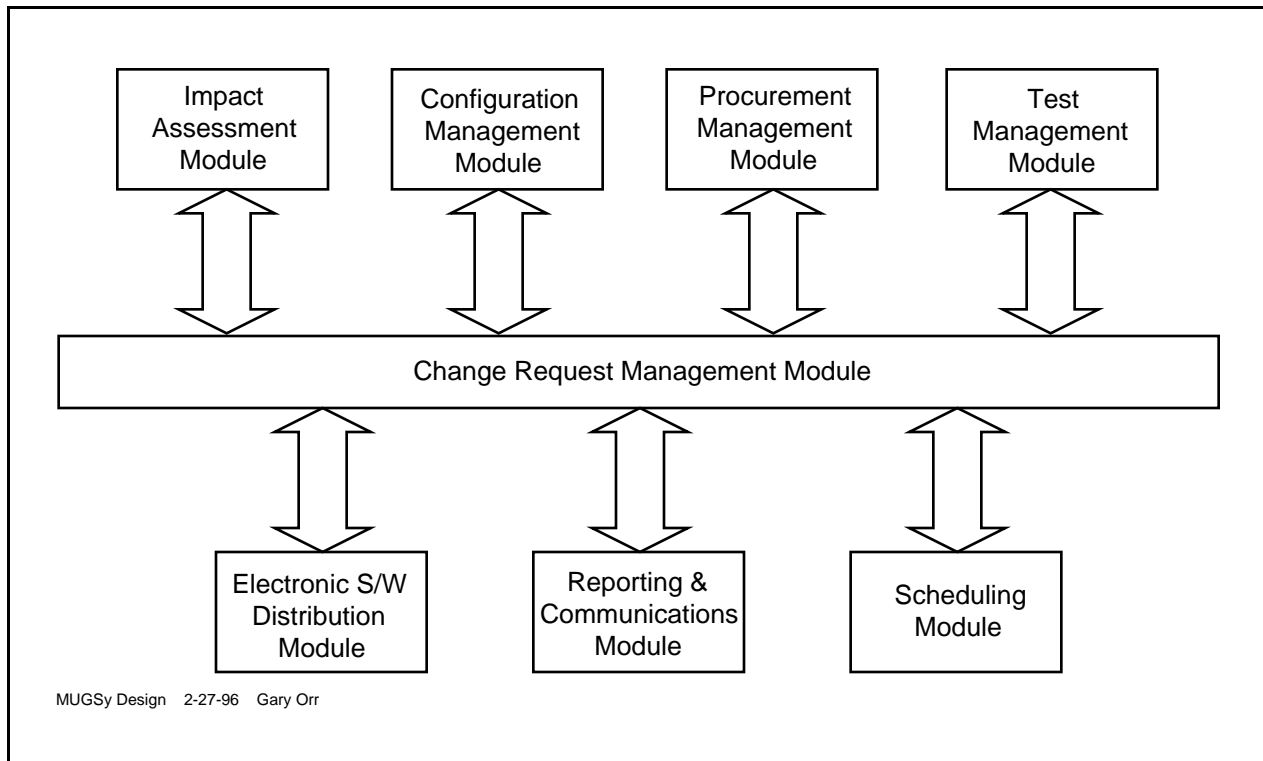 Impact
Assessment
Module
Configuration
Management
Module
Procurement
Management
Module
Test
Management
Module
Change Request Management Module
Electronic S/W
Distribution
Module
Reporting &
Communications
Module
Scheduling
Module
MUGSy Design 2-27-96 Gary Orr